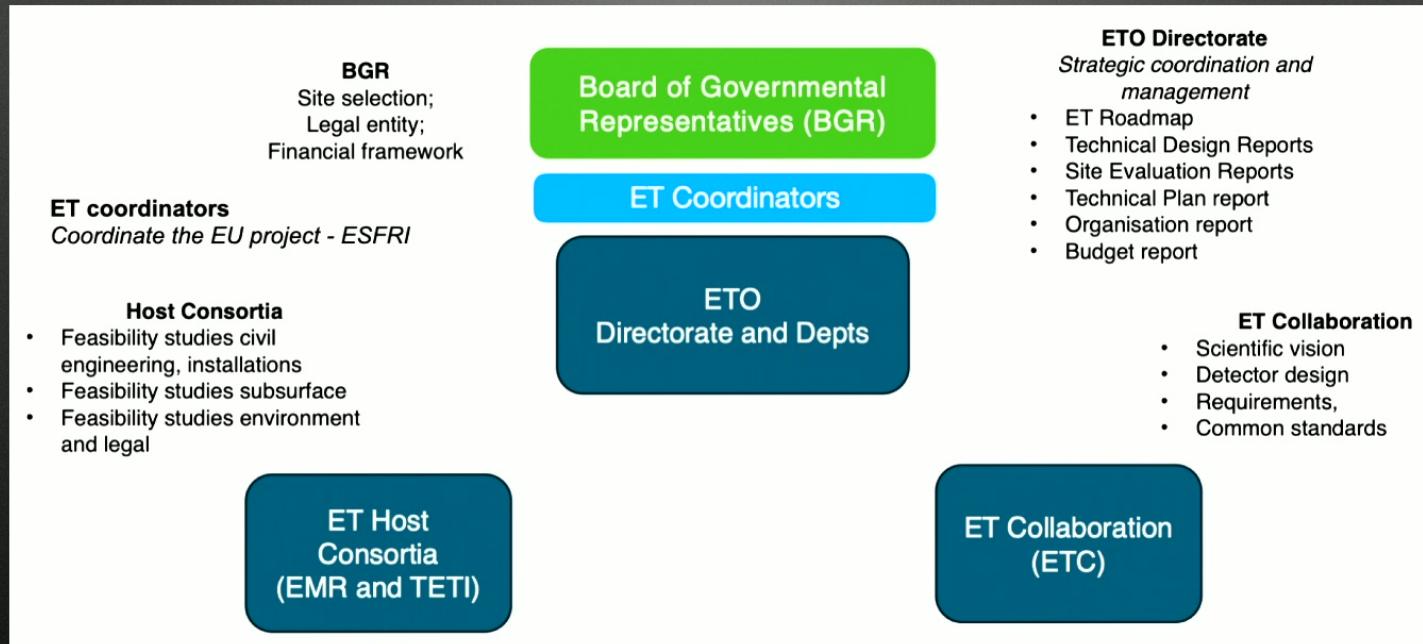 BGR
Site selection;
Legal entity;
Financial framework
Board of Governmental
Representatives (BGR)
ETO Directorate
Strategic coordination and
management
• ET Roadmap
• Technical Design Reports
• Site Evaluation Reports
• Technical Plan report
• Organisation report
• Budget report
ET coordinators
Coordinate the EU project - ESFRI
ET Coordinators
ETO
Directorate and Depts
Host Consortia
• Feasibility studies civil
engineering, installations
• Feasibility studies subsurface
• Feasibility studies environment
and legal
ET Collaboration
• Scientific vision
• Detector design
• Requirements,
• Common standards
ET Host
Consortia
(EMR and TETI)
ET Collaboration
(ETC)